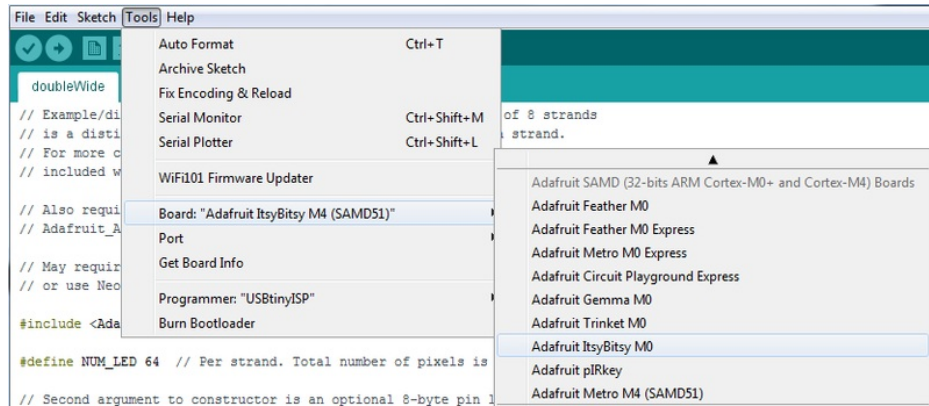 File Edit Sketch Tools Help
Auto Format Ctrl+T
Archive Sketch
Fix Encoding & Reload
Serial Monitor Ctrl+Shift+M
Serial Plotter Ctrl+Shift+L
WiFi101 Firmware Updater
Board: "Adafruit ItsyBitsy M4 (SAMD51)"
Port
Get Board Info
Programmer: "USBtinyISP"
Burn Bootloader
doubleWide
// Example/di of 8 strands
// is a disti strand.
// For more c
// included w
// Also requi
// Adafruit_A
// May requir
// or use Neo
#include <Ada
#define NUM_LED 64 // Per strand. Total number of pixels is
// Second argument to constructor is an optional 8-byte pin l
Adafruit SAMD (32-bits ARM Cortex-M0+ and Cortex-M4) Boards
Adafruit Feather M0
Adafruit Feather M0 Express
Adafruit Metro M0 Express
Adafruit Circuit Playground Express
Adafruit Gemma M0
Adafruit Trinket M0
Adafruit ItsyBitsy M0
Adafruit pIRkey
Adafruit Metro M4 (SAMD51)